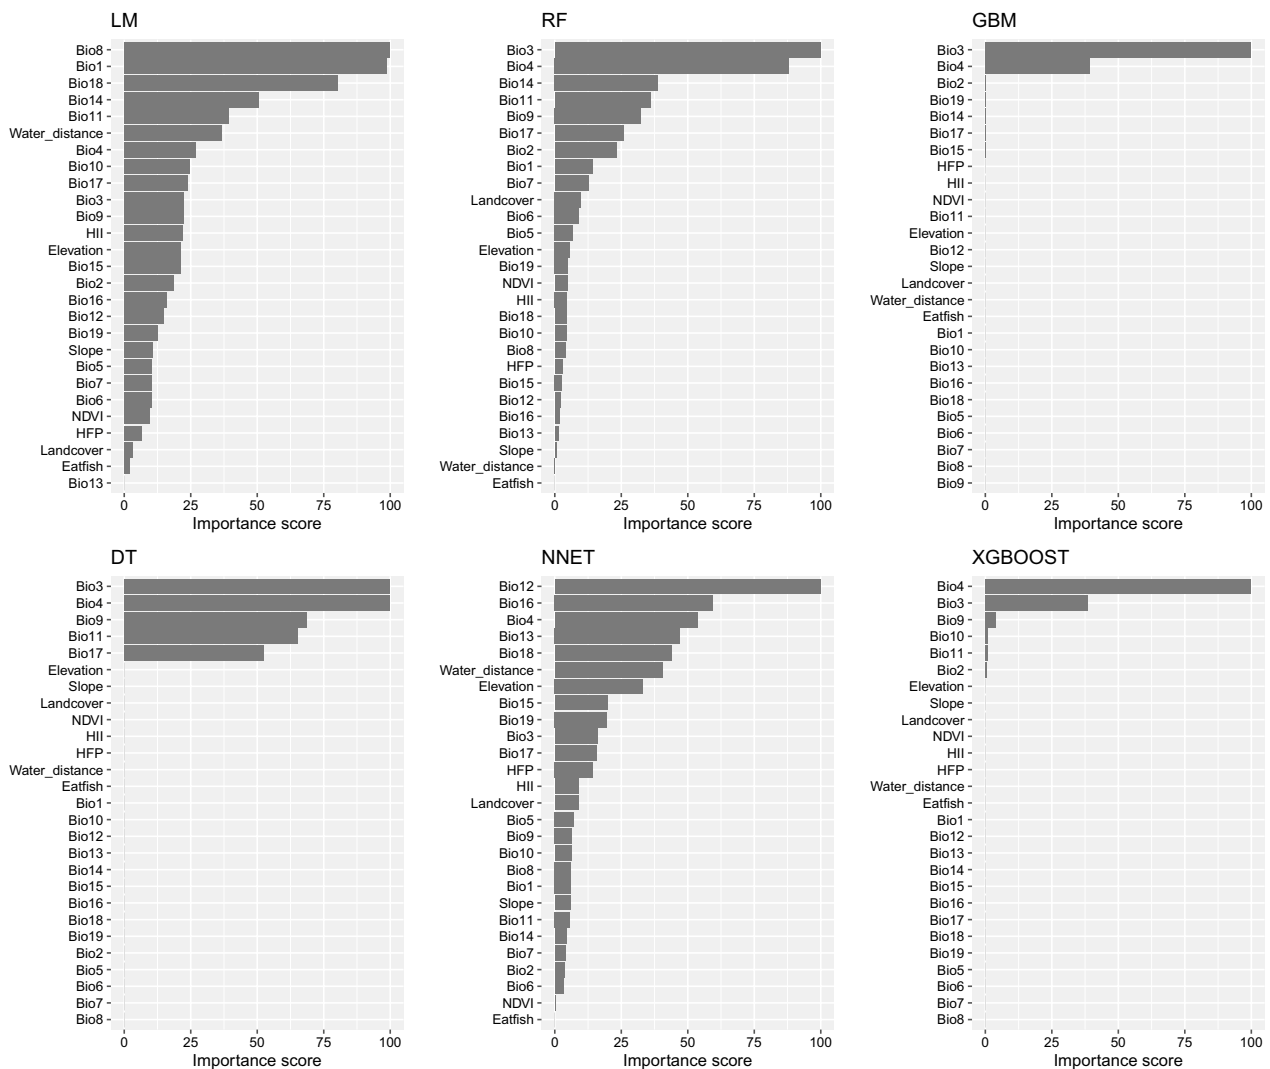 LM
Bio8
Bio1
Bio18
Bio14
Bio11
Water_distance
Bio4
Bio10
Bio17
Bio3
Bio9
HII
Elevation
Bio15
Bio2
Bio16
Bio12
Bio19
Slope
Bio5
Bio7
Bio6
NDVI
HFP
Landcover
Eatfish
Bio13
0 25 50 75 100
Importance score
RF
Bio3
Bio4
Bio14
Bio11
Bio9
Bio17
Bio2
Bio1
Bio7
Landcover
Bio6
Bio5
Elevation
Bio19
NDVI
HII
Bio18
Bio10
Bio8
HFP
Bio15
Bio12
Bio16
Bio13
Slope
Water_distance
Eatfish
0 25 50 75 100
Importance score
GBM
Bio3
Bio4
Bio2
Bio19
Bio14
Bio17
Bio15
HFP
HII
NDVI
Bio11
Elevation
Bio12
Slope
Landcover
Water_distance
Eatfish
Bio1
Bio10
Bio13
Bio16
Bio18
Bio5
Bio6
Bio7
Bio8
Bio9
0 25 50 75 100
Importance score
DT
Bio3
Bio4
Bio9
Bio11
Bio17
Elevation
Slope
Landcover
NDVI
HII
HFP
Water_distance
Eatfish
Bio1
Bio10
Bio12
Bio13
Bio14
Bio15
Bio16
Bio18
Bio19
Bio2
Bio5
Bio6
Bio7
Bio8
0 25 50 75 100
Importance score
NNET
Bio12
Bio16
Bio4
Bio13
Bio18
Water_distance
Elevation
Bio15
Bio19
Bio3
Bio17
HFP
HII
Landcover
Bio5
Bio9
Bio10
Bio8
Bio1
Slope
Bio11
Bio14
Bio7
Bio2
Bio6
NDVI
Eatfish
0 25 50 75 100
Importance score
XGBOOST
Bio4
Bio3
Bio9
Bio10
Bio11
Bio2
Elevation
Slope
Landcover
NDVI
HII
HFP
Water_distance
Eatfish
Bio1
Bio12
Bio13
Bio14
Bio15
Bio16
Bio17
Bio18
Bio19
Bio5
Bio6
Bio7
Bio8
0 25 50 75 100
Importance score